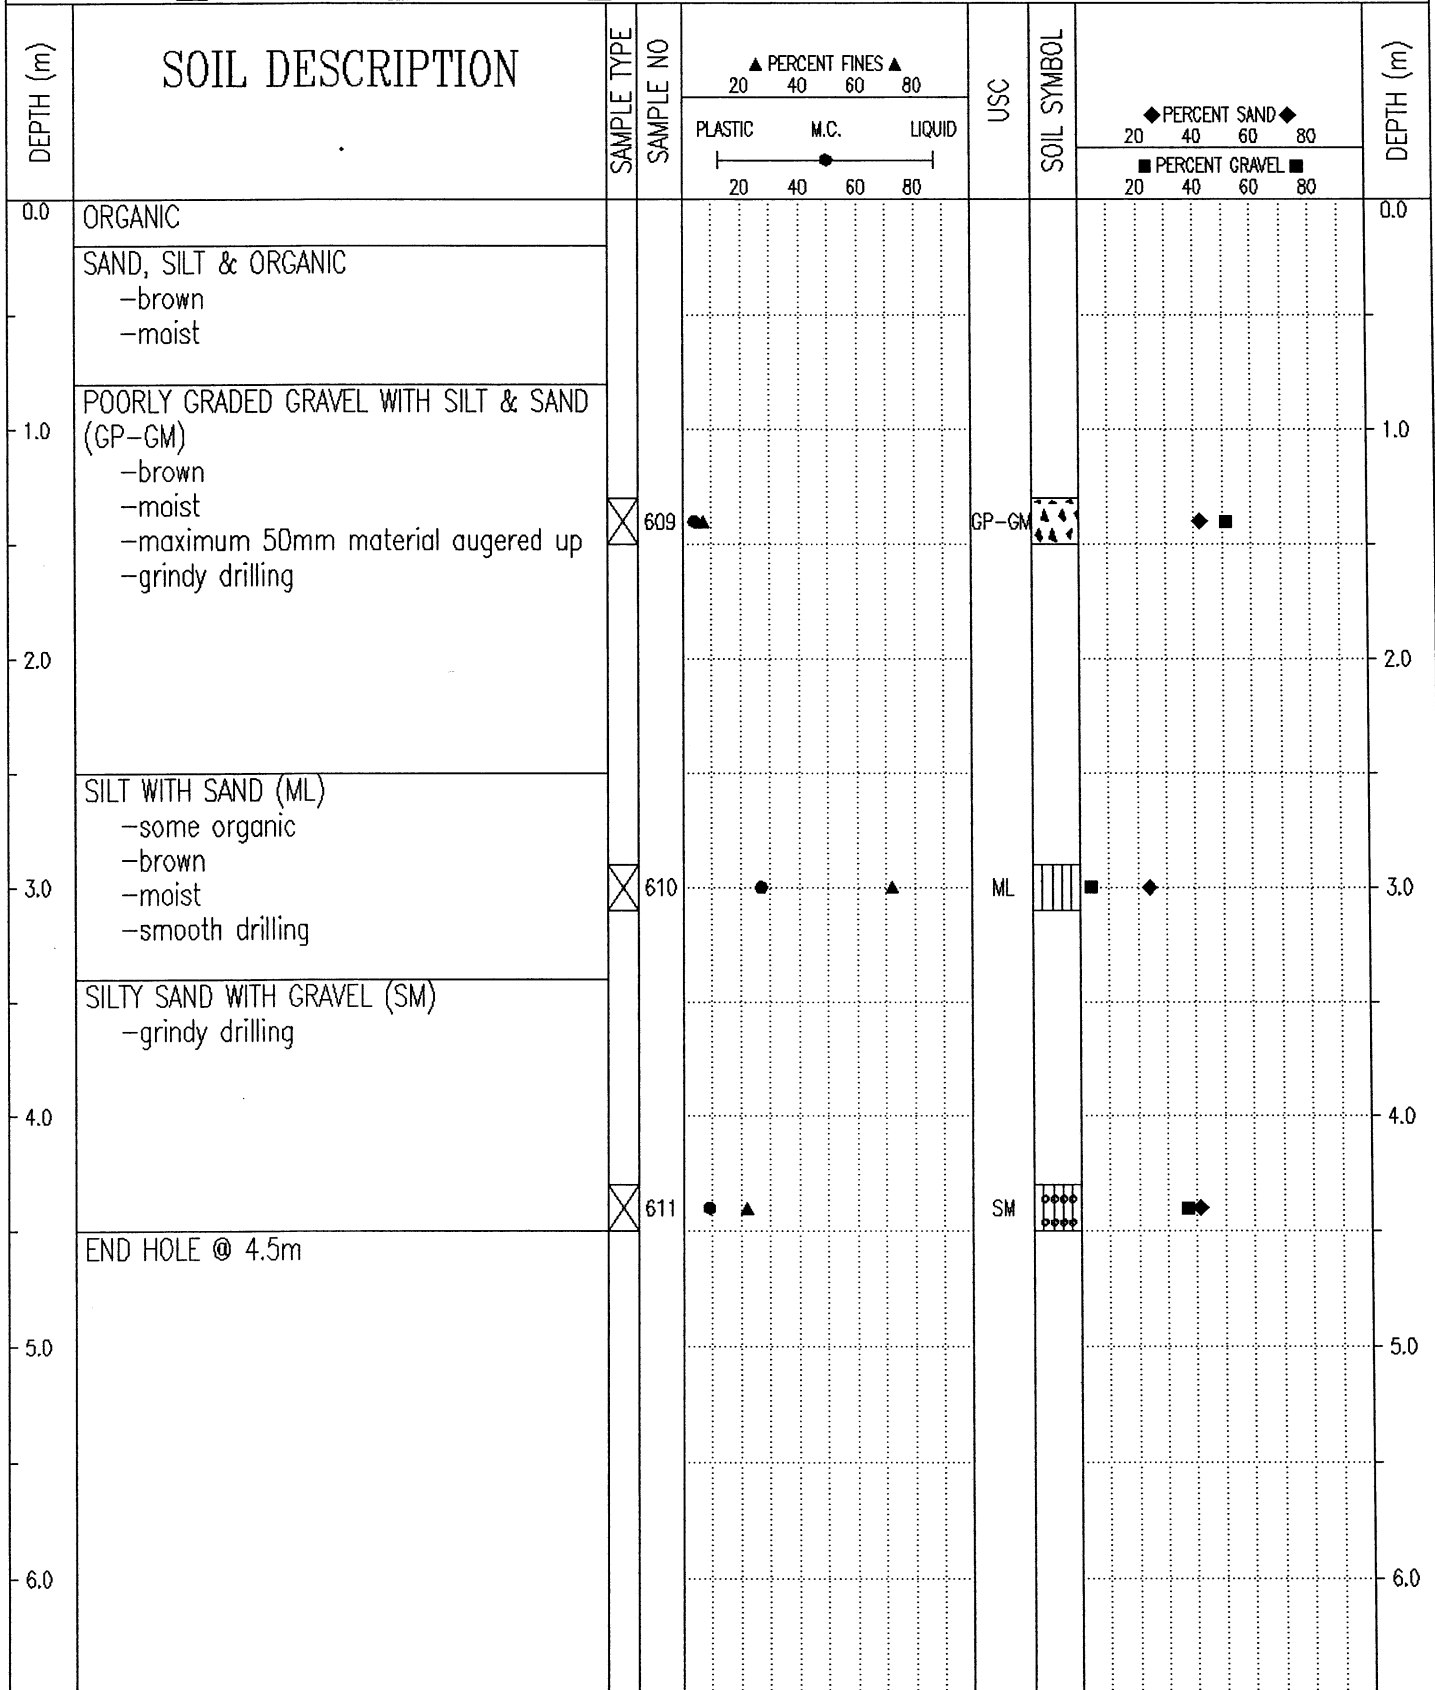 DEPTH (m)
SOIL DESCRIPTION
SAMPLE TYPE
SAMPLE NO
▲ PERCENT FINES ▲
20 40 60 80
PLASTIC M.C. LIQUID
20 40 60 80
USC
SOIL SYMBOL
◆PERCENT SAND◆
20 40 60 80
■ PERCENT GRAVEL ■
20 40 60 80
DEPTH (m)
0.0 ORGANIC 0.0
SAND, SILT & ORGANIC
-brown
-moist
POORLY GRADED GRAVEL WITH SILT & SAND
1.0 (GP-GM) 1.0
-brown
-moist
609 GP-GM
-maximum 50mm material augered up
-grindy drilling
2.0 2.0
SILT WITH SAND (ML)
-some organic
-brown
3.0 -moist 610 ML 3.0
-smooth drilling
SILTY SAND WITH GRAVEL (SM)
-grindy drilling
4.0 4.0
611 SM
END HOLE @ 4.5m
5.0 5.0
6.0 6.0